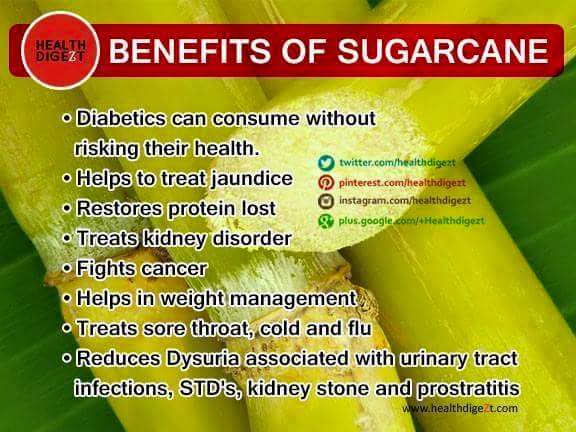 HEALTH
DIGEZT
BENEFITS OF SUGARCANE
• Diabetics can consume without
risking their health.
• Helps to treat jaundice
• Restores protein lost
• Treats kidney disorder
• Fights cancer
• Helps in weight management
• Treats sore throat, cold and flu
• Reduces Dysuria associated with urinary tract
infections, STD's, kidney stone and prostratitis
twitter.com/healthdigezt
pinterest.com/healthdigezt
instagram.com/healthdigezt
plus.google.com/+Healthdigezt
www.healthdigeZt.com